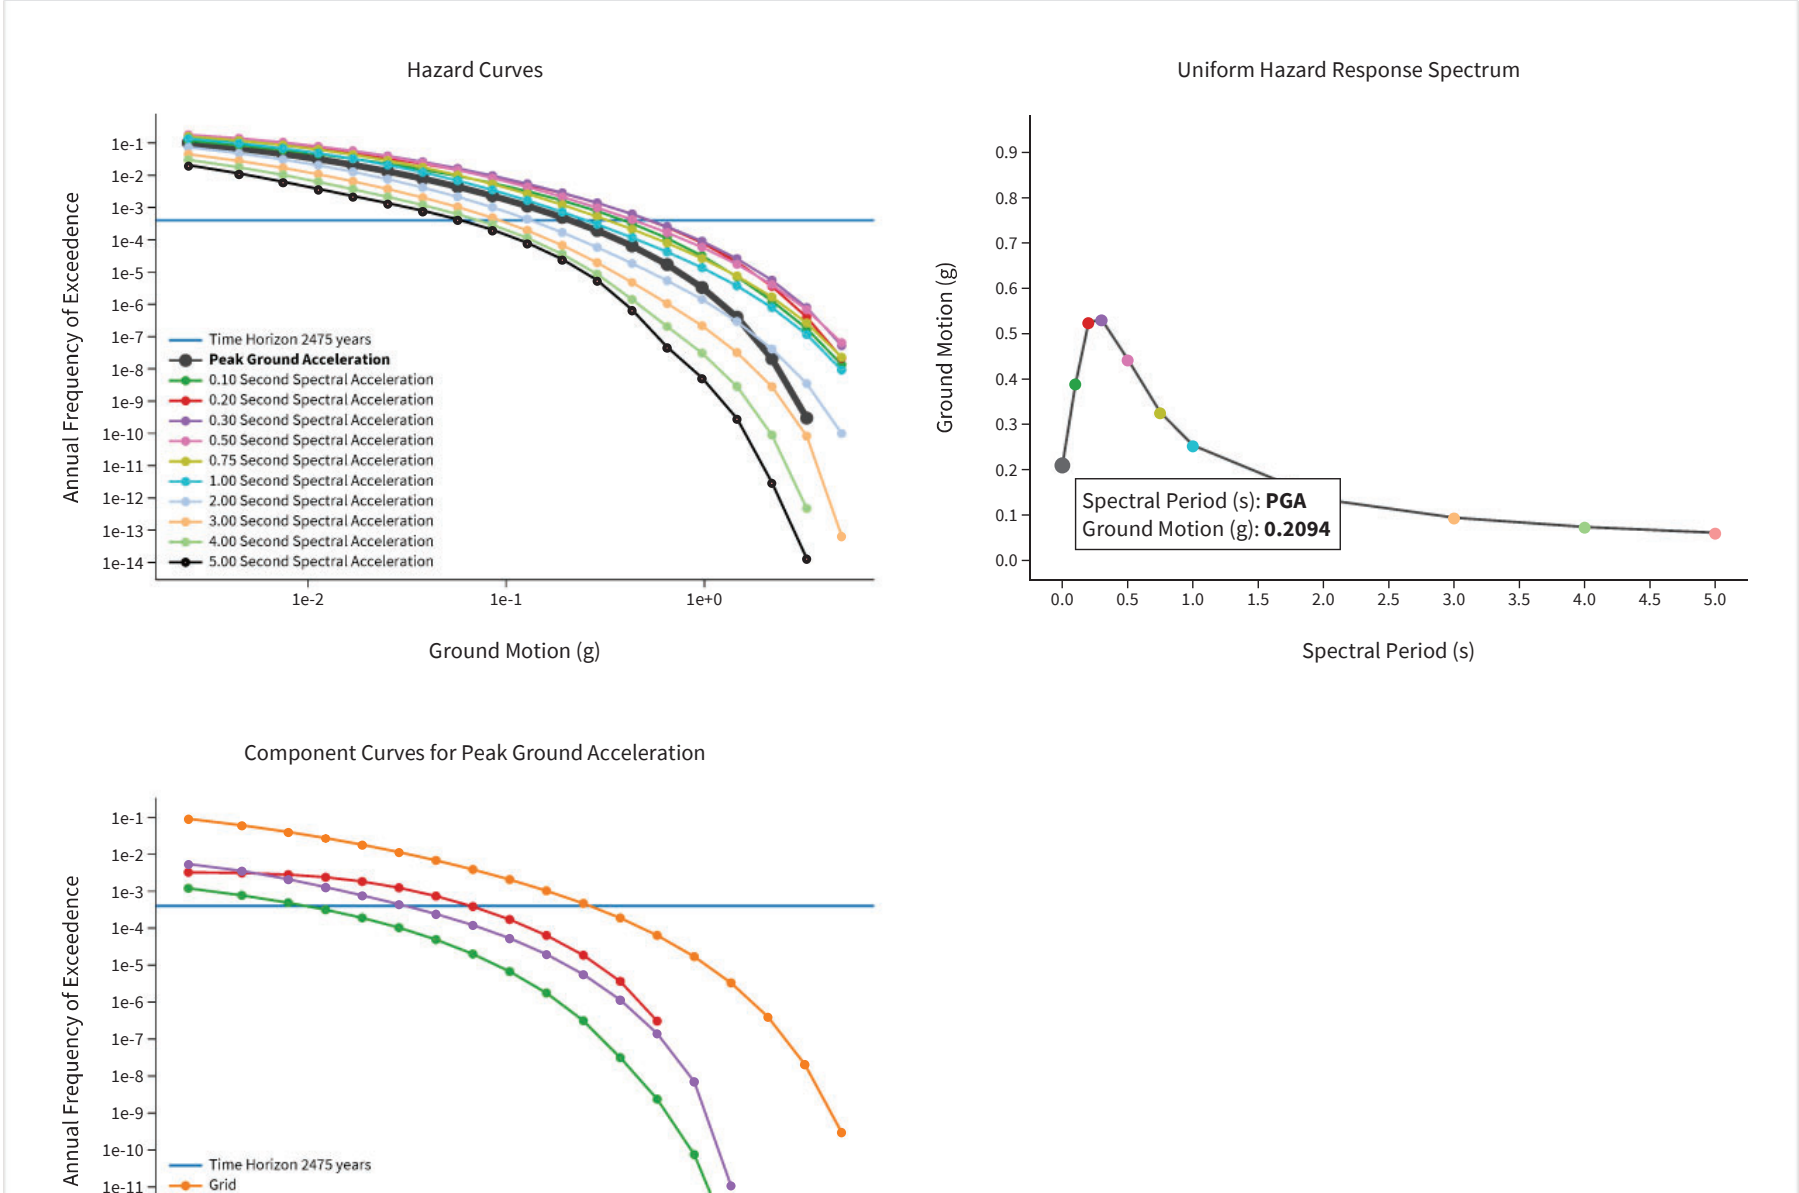 Hazard Curves
Annual Frequency of Exceedence
1e-1
1e-2
1e-3
1e-4
1e-5
1e-6
1e-7
1e-8
1e-9
1e-10
1e-11
1e-12
1e-13
1e-14
Time Horizon 2475 years
Peak Ground Acceleration
0.10 Second Spectral Acceleration
0.20 Second Spectral Acceleration
0.30 Second Spectral Acceleration
0.50 Second Spectral Acceleration
0.75 Second Spectral Acceleration
1.00 Second Spectral Acceleration
2.00 Second Spectral Acceleration
3.00 Second Spectral Acceleration
4.00 Second Spectral Acceleration
5.00 Second Spectral Acceleration
1e-2 1e-1 1e+0
Ground Motion (g)
Uniform Hazard Response Spectrum
Ground Motion (g)
0.9
0.8
0.7
0.6
0.5
0.4
0.3
0.2
0.1
0.0
Spectral Period (s): PGA
Ground Motion (g): 0.2094
0.0 0.5 1.0 1.5 2.0 2.5 3.0 3.5 4.0 4.5 5.0
Spectral Period (s)
Component Curves for Peak Ground Acceleration
Annual Frequency of Exceedence
1e-1
1e-2
1e-3
1e-4
1e-5
1e-6
1e-7
1e-8
1e-9
1e-10
1e-11
Time Horizon 2475 years
Grid